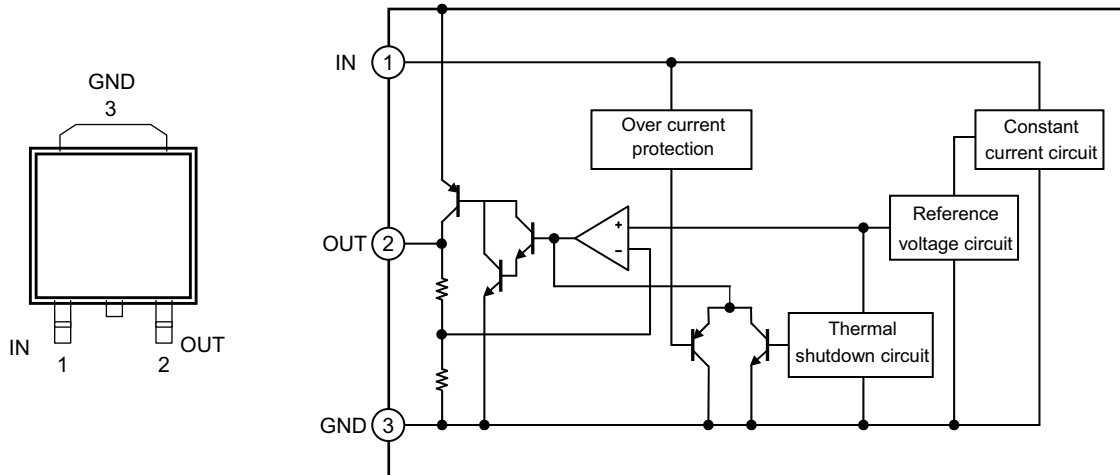 GND
3
IN
1
2
OUT
IN
1
Over current
protection
Constant
current circuit
Reference
voltage circuit
OUT
2
+
-
Thermal
shutdown circuit
GND
3